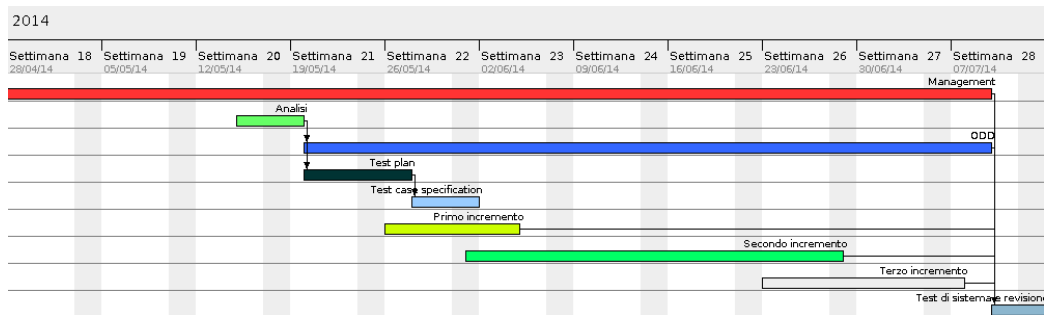 2014
Settimana 18 Settimana 19 Settimana 20 Settimana 21 Settimana 22 Settimana 23 Settimana 24 Settimana 25 Settimana 26 Settimana 27 Settimana 28
28/04/14 05/05/14 12/05/14 19/05/14 26/05/14 02/06/14 09/06/14 16/06/14 23/06/14 30/06/14 07/07/14
Management
Analisi
ODD
Test plan
Test case specification
Primo incremento
Secondo incremento
Terzo incremento
Test di sistema e revisione